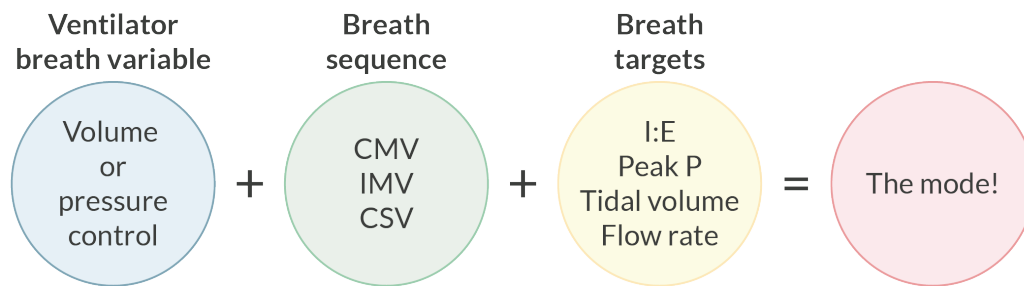 Ventilator
breath variable
Volume
or
pressure
control
+
Breath
sequence
CMV
IMV
CSV
+
Breath
targets
I:E
Peak P
Tidal volume
Flow rate
=
The mode!